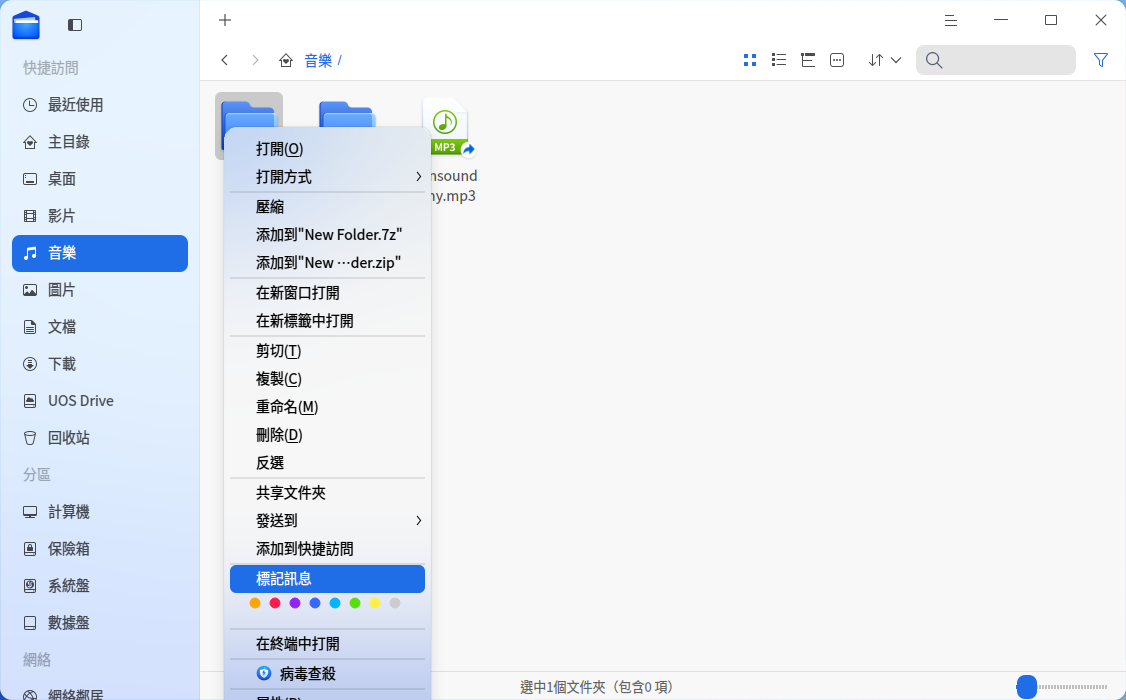 快捷訪問
最近使用
主目錄
桌面
影片
音樂
圖片
文檔
下載
UOS Drive
回收站
分區
計算機
保險箱
系統盤
數據盤
網絡
網絡鄰居
音樂 /
MP3
nsound
ny.mp3
打開(O)
打開方式
壓縮
添加到"New Folder.7z"
添加到"New ···der.zip"
在新窗口打開
在新標籤中打開
剪切(T)
複製(C)
重命名(M)
刪除(D)
反選
共享文件夾
發送到
添加到快捷訪問
標記訊息
在終端中打開
病毒查殺
屬性(R)
選中1個文件夾（包含0 項）